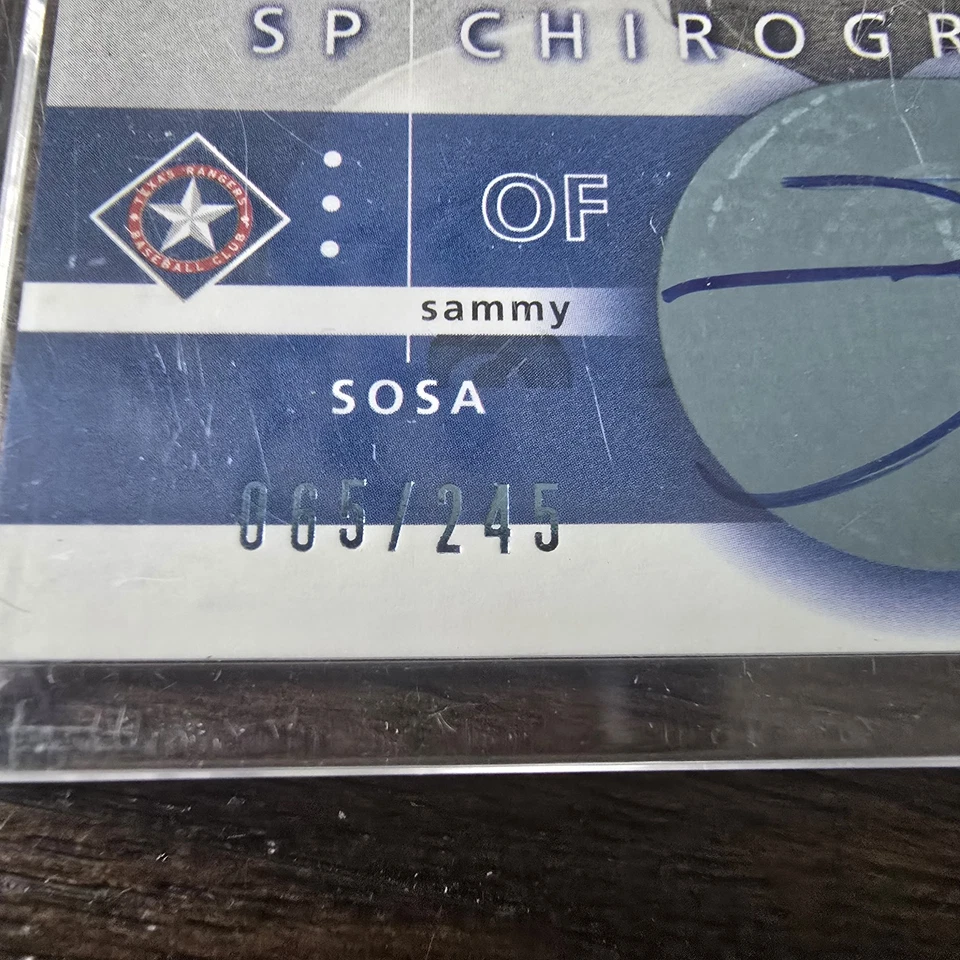 SP CHIROGR
TEXAS RANGERS
BASEBALL CLUB
OF
sammy
SOSA
065/245